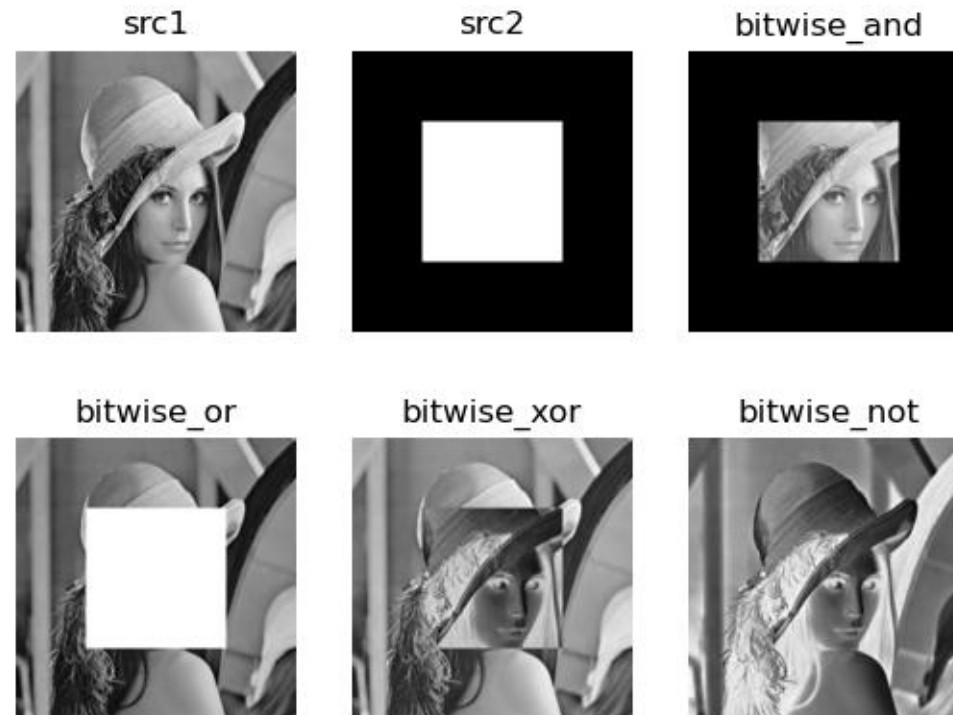 src1
src2
bitwise_and
bitwise_or
bitwise_xor
bitwise_not